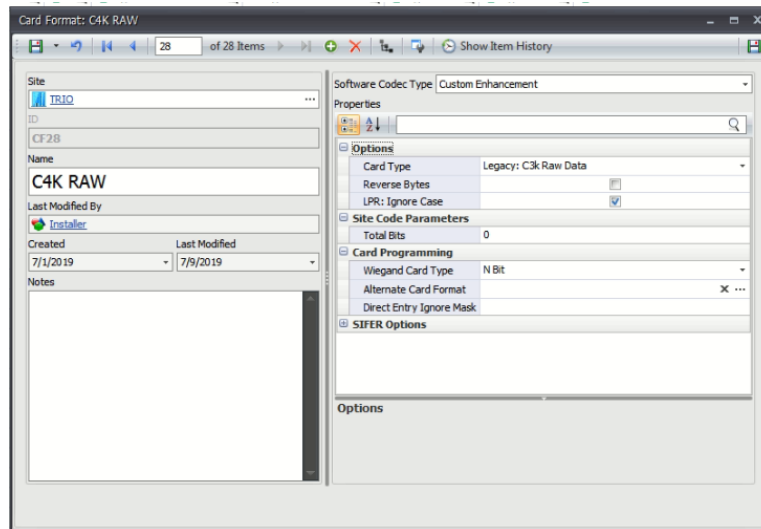 Card Format: C4K RAW
28 of 28 Items Show Item History
Site
TRIO ...
ID
CF28
Name
C4K RAW
Last Modified By
Installer
Created Last Modified
7/1/2019 7/9/2019
Notes
Software Codec Type Custom Enhancement
Properties
Options
Card Type Legacy: C3k Raw Data
Reverse Bytes
LPR: Ignore Case
Site Code Parameters
Total Bits 0
Card Programming
Wiegand Card Type N Bit
Alternate Card Format ...
Direct Entry Ignore Mask
SIFER Options
Options